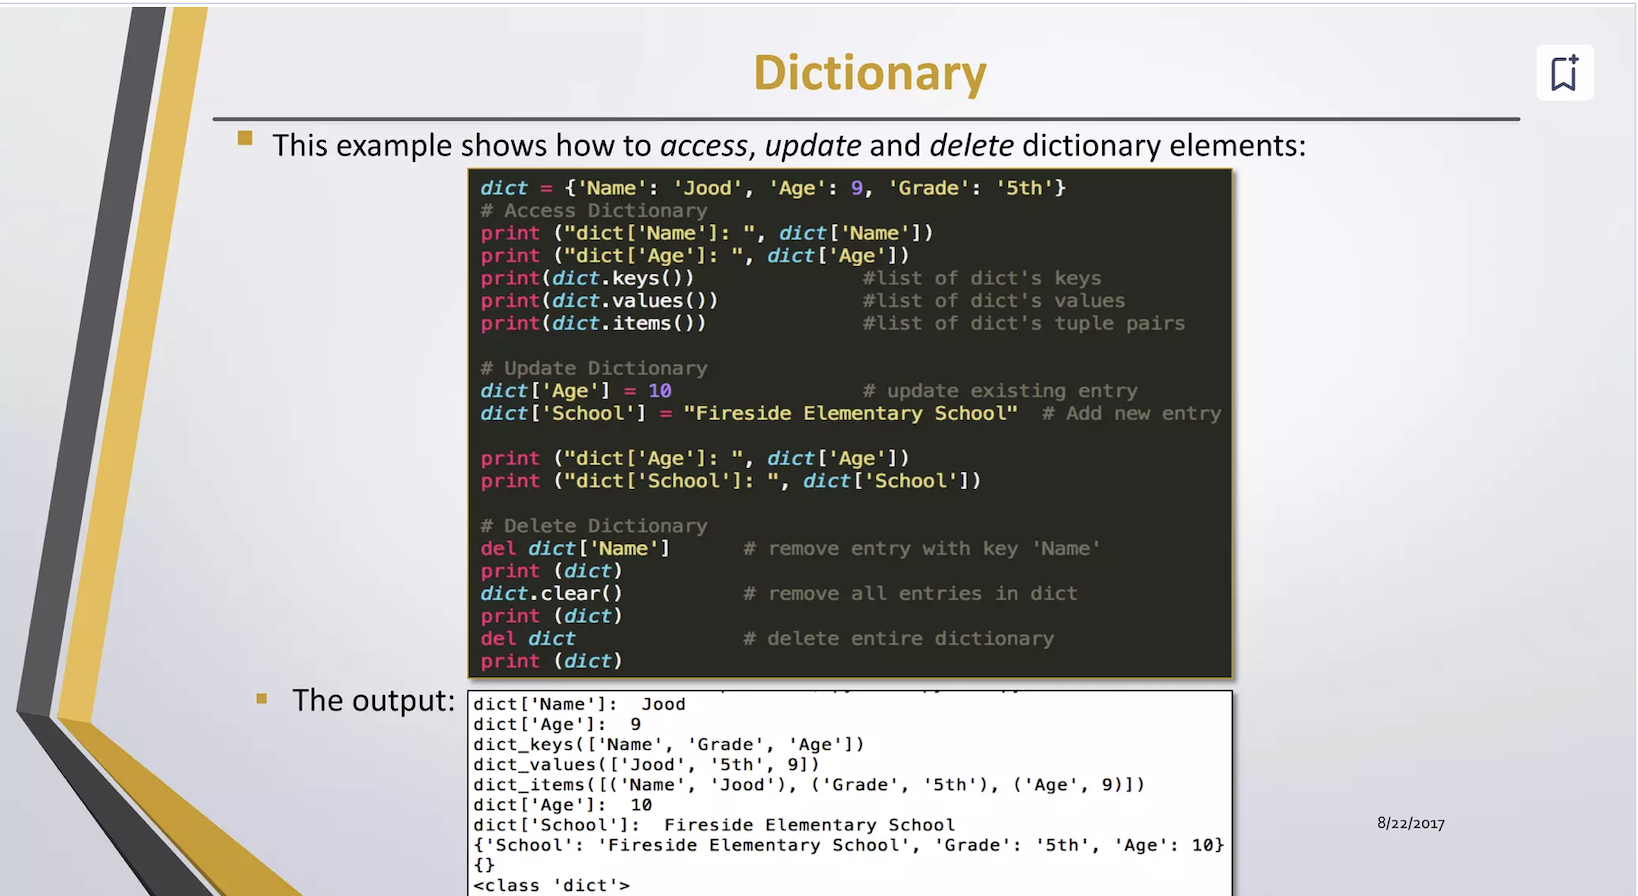 Dictionary
This example shows how to access, update and delete dictionary elements:
dict = {'Name': 'Jood', 'Age': 9, 'Grade': '5th'}
# Access Dictionary
print ("dict['Name']: ", dict['Name'])
print ("dict['Age']: ", dict['Age'])
print(dict.keys()) #list of dict's keys
print(dict.values()) #list of dict's values
print(dict.items()) #list of dict's tuple pairs
# Update Dictionary
dict['Age'] = 10 # update existing entry
dict['School'] = "Fireside Elementary School" # Add new entry
print ("dict['Age']: ", dict['Age'])
print ("dict['School']: ", dict['School'])
# Delete Dictionary
del dict['Name'] # remove entry with key 'Name'
print (dict)
dict.clear() # remove all entries in dict
print (dict)
del dict # delete entire dictionary
print (dict)
The output:
dict['Name']: Jood
dict['Age']: 9
dict_keys(['Name', 'Grade', 'Age'])
dict_values(['Jood', '5th', 9])
dict_items([('Name', 'Jood'), ('Grade', '5th'), ('Age', 9)])
dict['Age']: 10
dict['School']: Fireside Elementary School
{'School': 'Fireside Elementary School', 'Grade': '5th', 'Age': 10}
{}
<class 'dict'>
8/22/2017